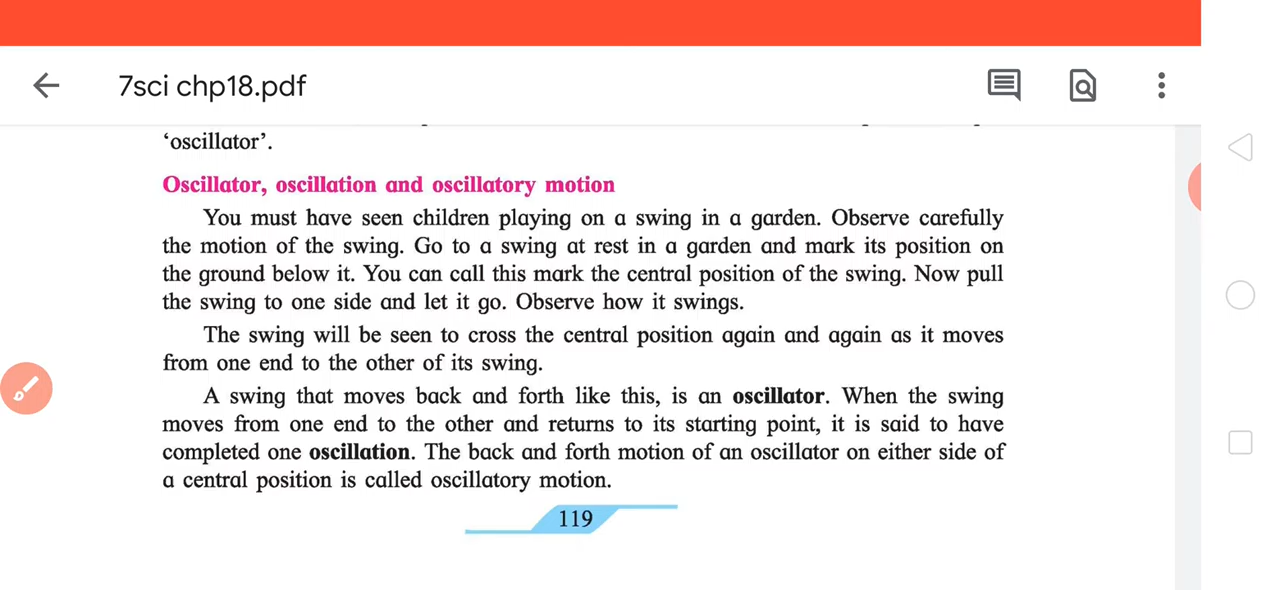 7sci chp18.pdf
‘oscillator’.
Oscillator, oscillation and oscillatory motion
You must have seen children playing on a swing in a garden. Observe carefully
the motion of the swing. Go to a swing at rest in a garden and mark its position on
the ground below it. You can call this mark the central position of the swing. Now pull
the swing to one side and let it go. Observe how it swings.
The swing will be seen to cross the central position again and again as it moves
from one end to the other of its swing.
A swing that moves back and forth like this, is an oscillator. When the swing
moves from one end to the other and returns to its starting point, it is said to have
completed one oscillation. The back and forth motion of an oscillator on either side of
a central position is called oscillatory motion.
119